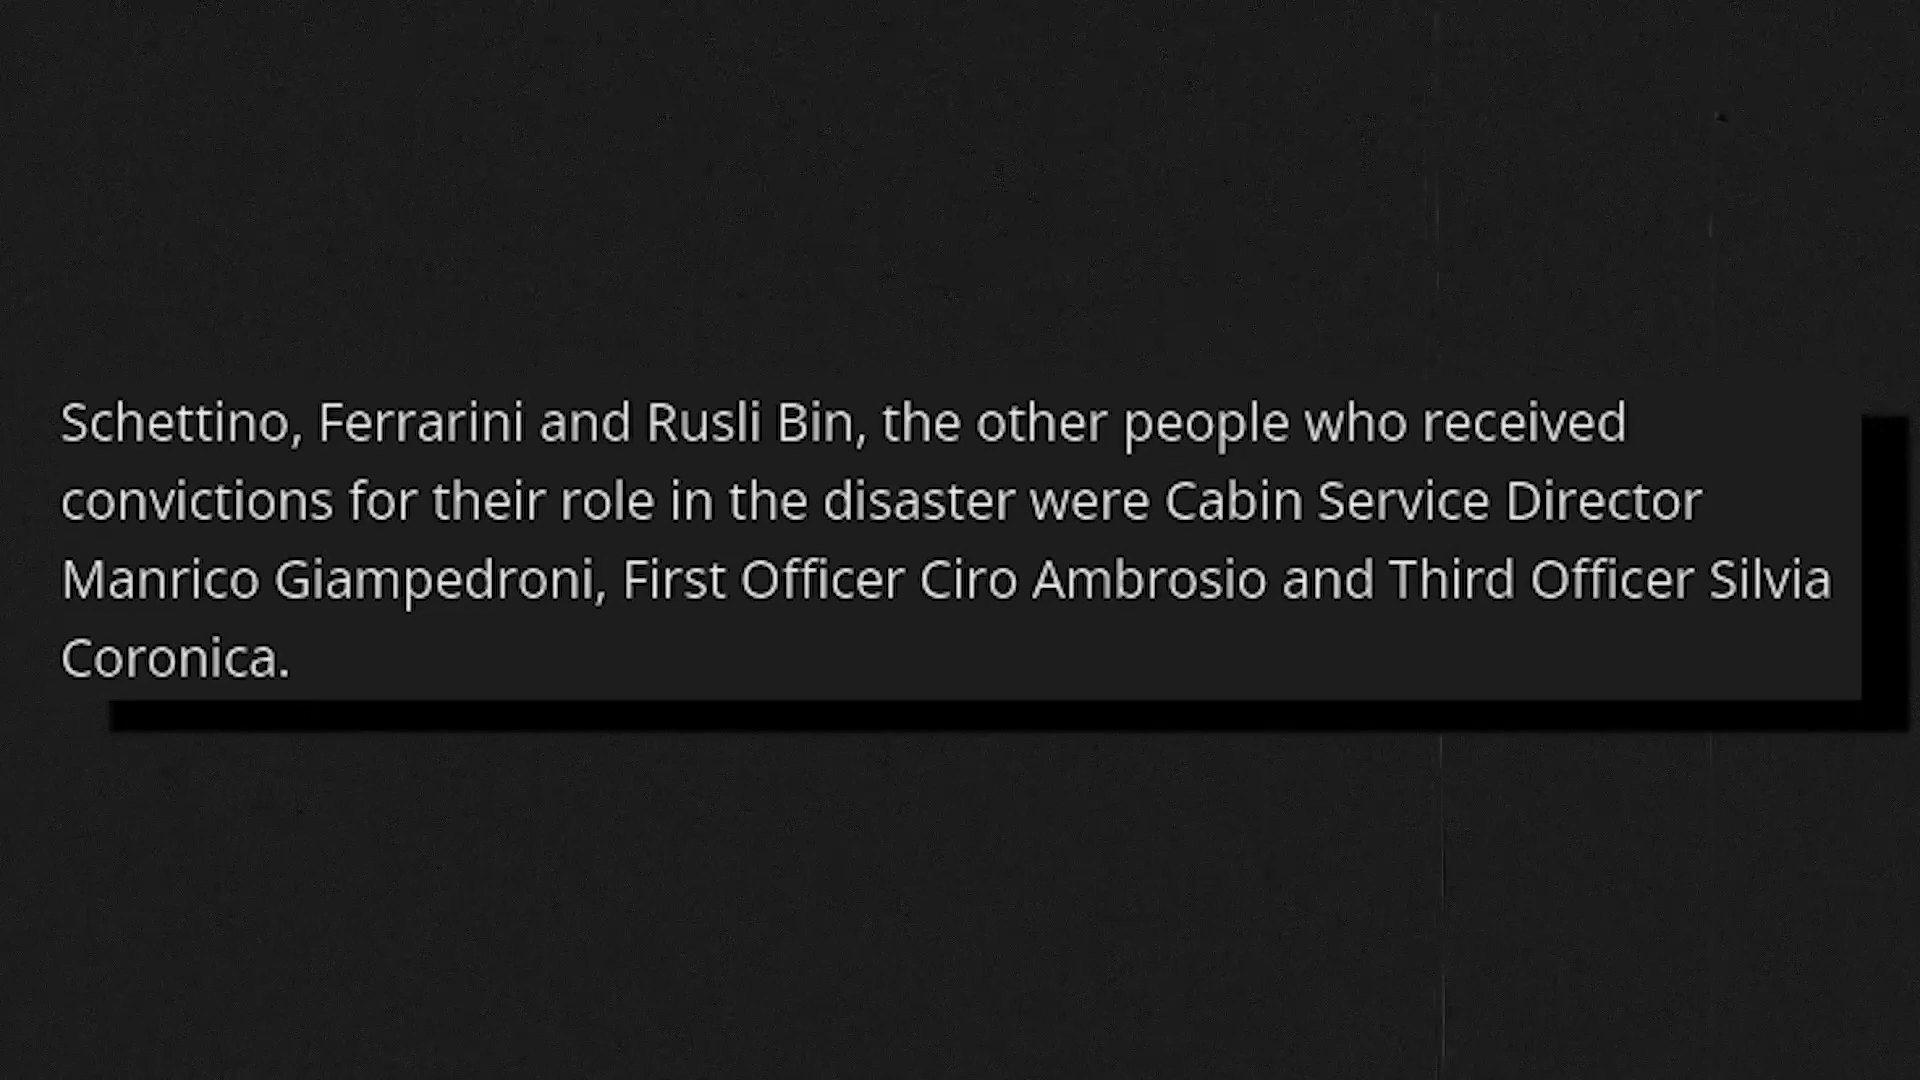 Schettino, Ferrarini and Rusli Bin, the other people who received
convictions for their role in the disaster were Cabin Service Director
Manrico Giampedroni, First Officer Ciro Ambrosio and Third Officer Silvia
Coronica.